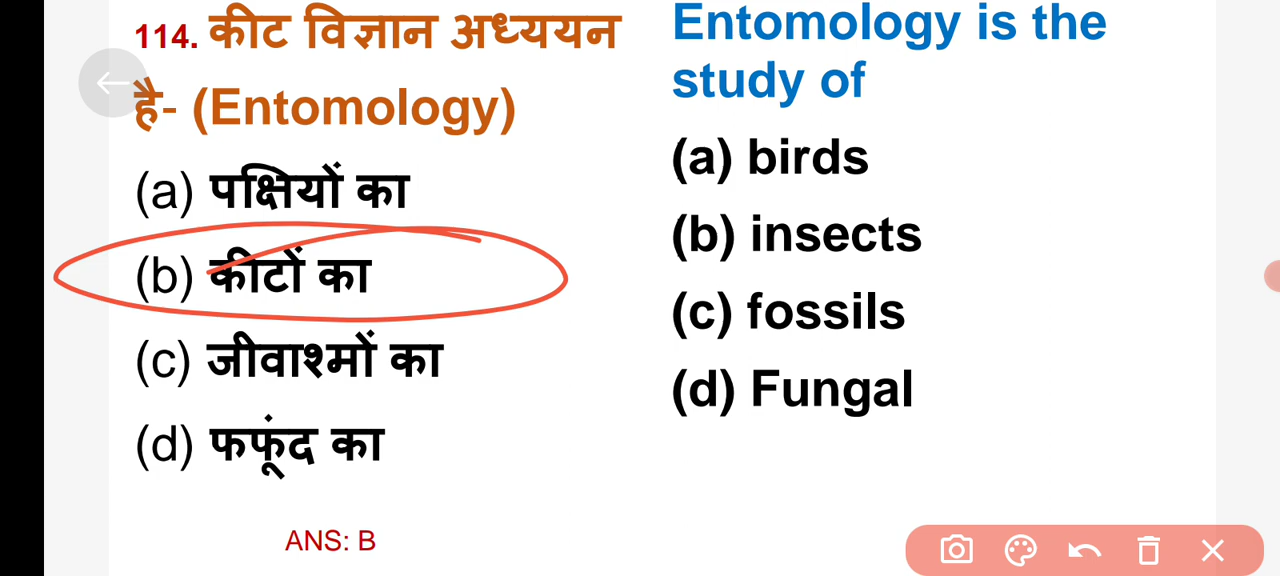 114. कीट विज्ञान अध्ययन
है- (Entomology)
(a) पक्षियों का
(b) कीटों का
(c) जीवाश्मों का
(d) फफूंद का
ANS: B
Entomology is the
study of
(a) birds
(b) insects
(c) fossils
(d) Fungal